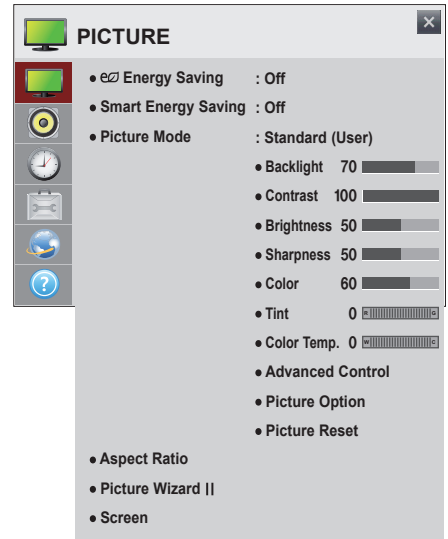 PICTURE
• e Energy Saving : Off
• Smart Energy Saving : Off
• Picture Mode : Standard (User)
• Backlight 70
• Contrast 100
• Brightness 50
• Sharpness 50
• Color 60
• Tint 0 R G
• Color Temp. 0 W C
• Advanced Control
• Picture Option
• Picture Reset
• Aspect Ratio
• Picture Wizard II
• Screen